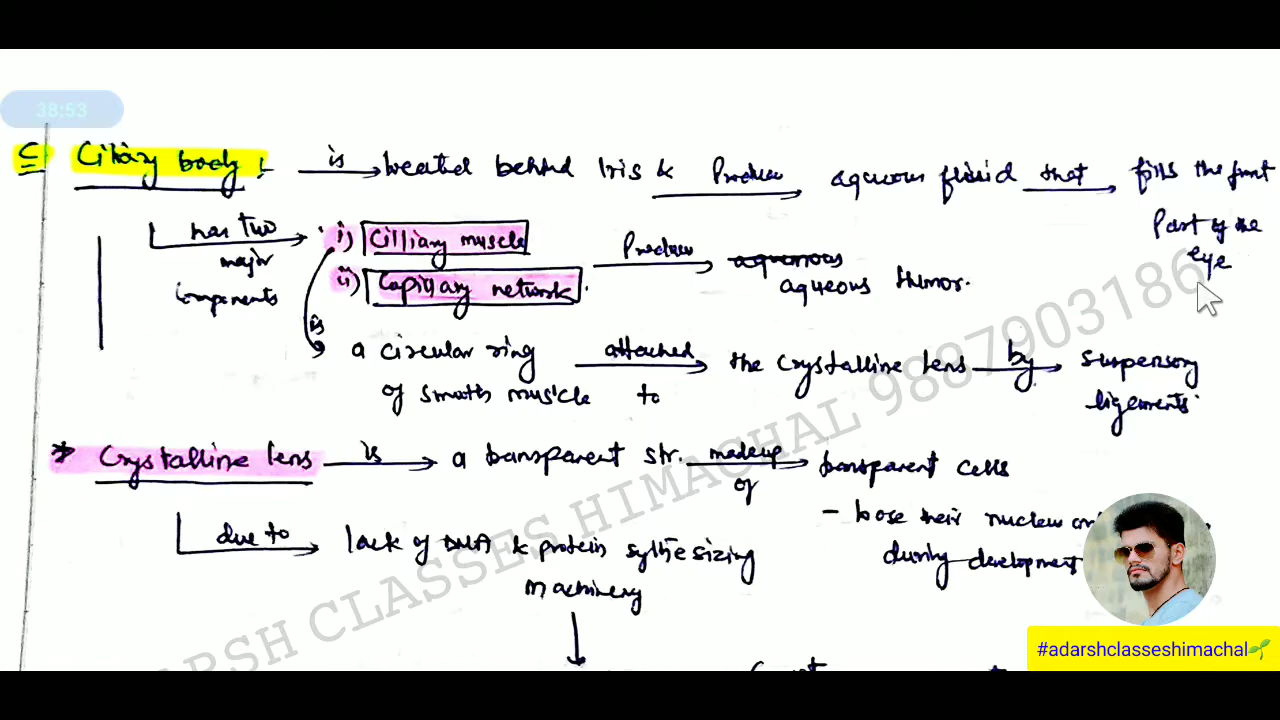 38:53
C Ciliary body :- is located behind Iris & Produce aqueous fluid that fills the front Part of the eye
has two major components
i) Cilliary muscle
ii) Capillary network Produce aqueous humor.
is a circular ring of smooth muscle attached to the crystalline lens by suspensory ligaments
* Crystalline lens is a transparent str. madeup of transparent cells
- loose their nucleus
during development
due to lack of DNA & protein sythesizing machinery
ADARSH CLASSES HIMACHAL 9887903186
#adarshclasseshimachal🌱